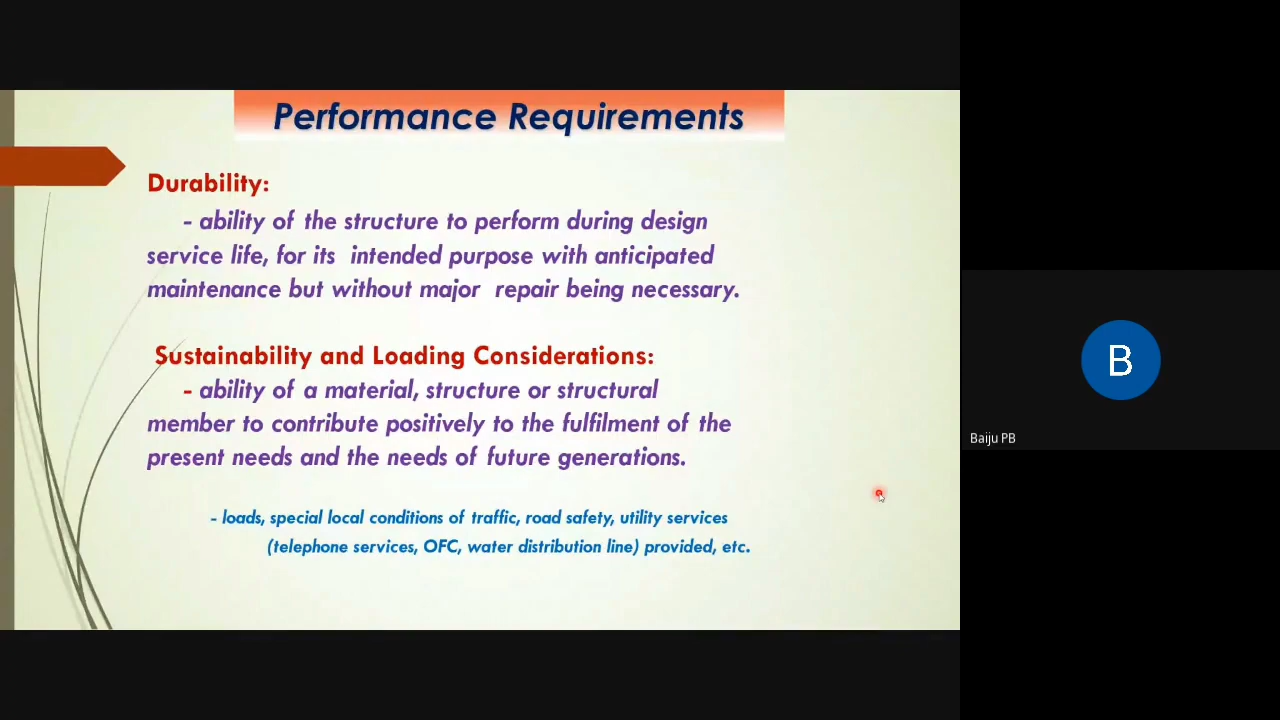 Performance Requirements
Durability:
- ability of the structure to perform during design
service life, for its intended purpose with anticipated
maintenance but without major repair being necessary.
Sustainability and Loading Considerations:
- ability of a material, structure or structural
member to contribute positively to the fulfilment of the
present needs and the needs of future generations.
- loads, special local conditions of traffic, road safety, utility services
(telephone services, OFC, water distribution line) provided, etc.
B
Baiju PB